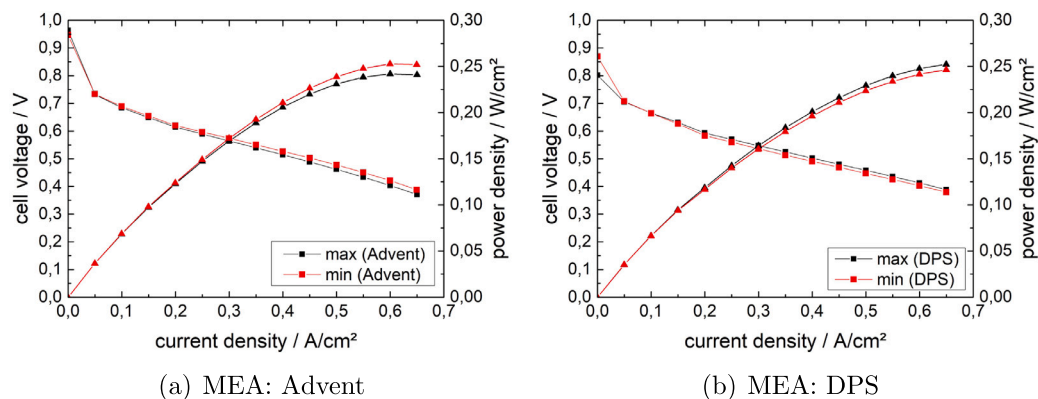 1,0
0,9
0,8
0,7
0,6
0,5
0,4
0,3
0,2
0,1
0,0
cell voltage / V
0,30
0,25
0,20
0,15
0,10
0,05
0,00
power density / W/cm²
max (Advent)
min (Advent)
0,0 0,1 0,2 0,3 0,4 0,5 0,6 0,7
current density / A/cm²
(a) MEA: Advent
1,0
0,9
0,8
0,7
0,6
0,5
0,4
0,3
0,2
0,1
0,0
cell voltage / V
0,30
0,25
0,20
0,15
0,10
0,05
0,00
power density / W/cm²
max (DPS)
min (DPS)
0,0 0,1 0,2 0,3 0,4 0,5 0,6 0,7
current density / A/cm²
(b) MEA: DPS